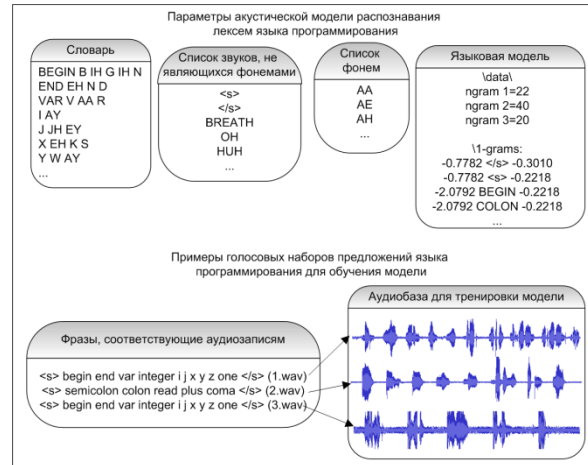 Параметры акустической модели распознавания
лексем языка программирования
Словарь
BEGIN B IH G IH N
END EH N D
VAR V AA R
I AY
J JH EY
X EH K S
Y W AY
...
Список звуков, не
являющихся фонемами
<s>
</s>
BREATH
OH
HUH
...
Список
фонем
AA
AE
AH
...
Языковая модель
\data\
ngram 1=22
ngram 2=40
ngram 3=20
\1-grams:
-0.7782 </s> -0.3010
-0.7782 <s> -0.2218
-2.0792 BEGIN -0.2218
-2.0792 COLON -0.2218
...
Примеры голосовых наборов предложений языка
программирования для обучения модели
Фразы, соответствующие аудиозаписям
<s> begin end var integer i j x y z one </s> (1.wav)
<s> semicolon colon read plus coma </s> (2.wav)
<s> begin end var integer i j x y z one </s> (3.wav)
Аудиобаза для тренировки модели